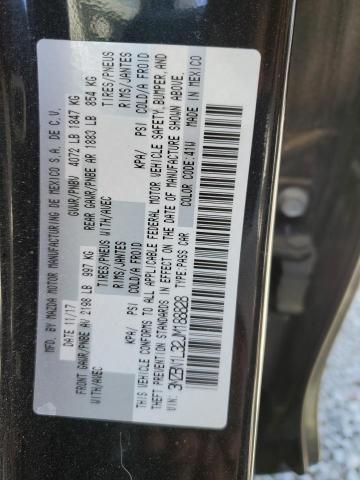 MFD. BY MAZDA MOTOR MANUFACTURING DE MEXICO S.A. DE C.V.
DATE 11/17 GVWR/PNBV 4072 LB 1847 KG
FRONT GAWR/PNBE AV 2198 LB 997 KG REAR GAWR/PNBE AR 1883 LB 854 KG
WITH/AVEC TIRES/PNEUS WITH/AVEC TIRES/PNEUS
RIMS/JANTES RIMS/JANTES
KPA/ PSI COLD/A FROID KPA/ PSI COLD/A FROID
THIS VEHICLE CONFORMS TO ALL APPLICABLE FEDERAL MOTOR VEHICLE SAFETY, BUMPER, AND
THEFT PREVENTION STANDARDS IN EFFECT ON THE DATE OF MANUFACTURE SHOWN ABOVE.
VIN: TYPE: PASS CAR COLOR CODE: 41W MADE IN MEXICO